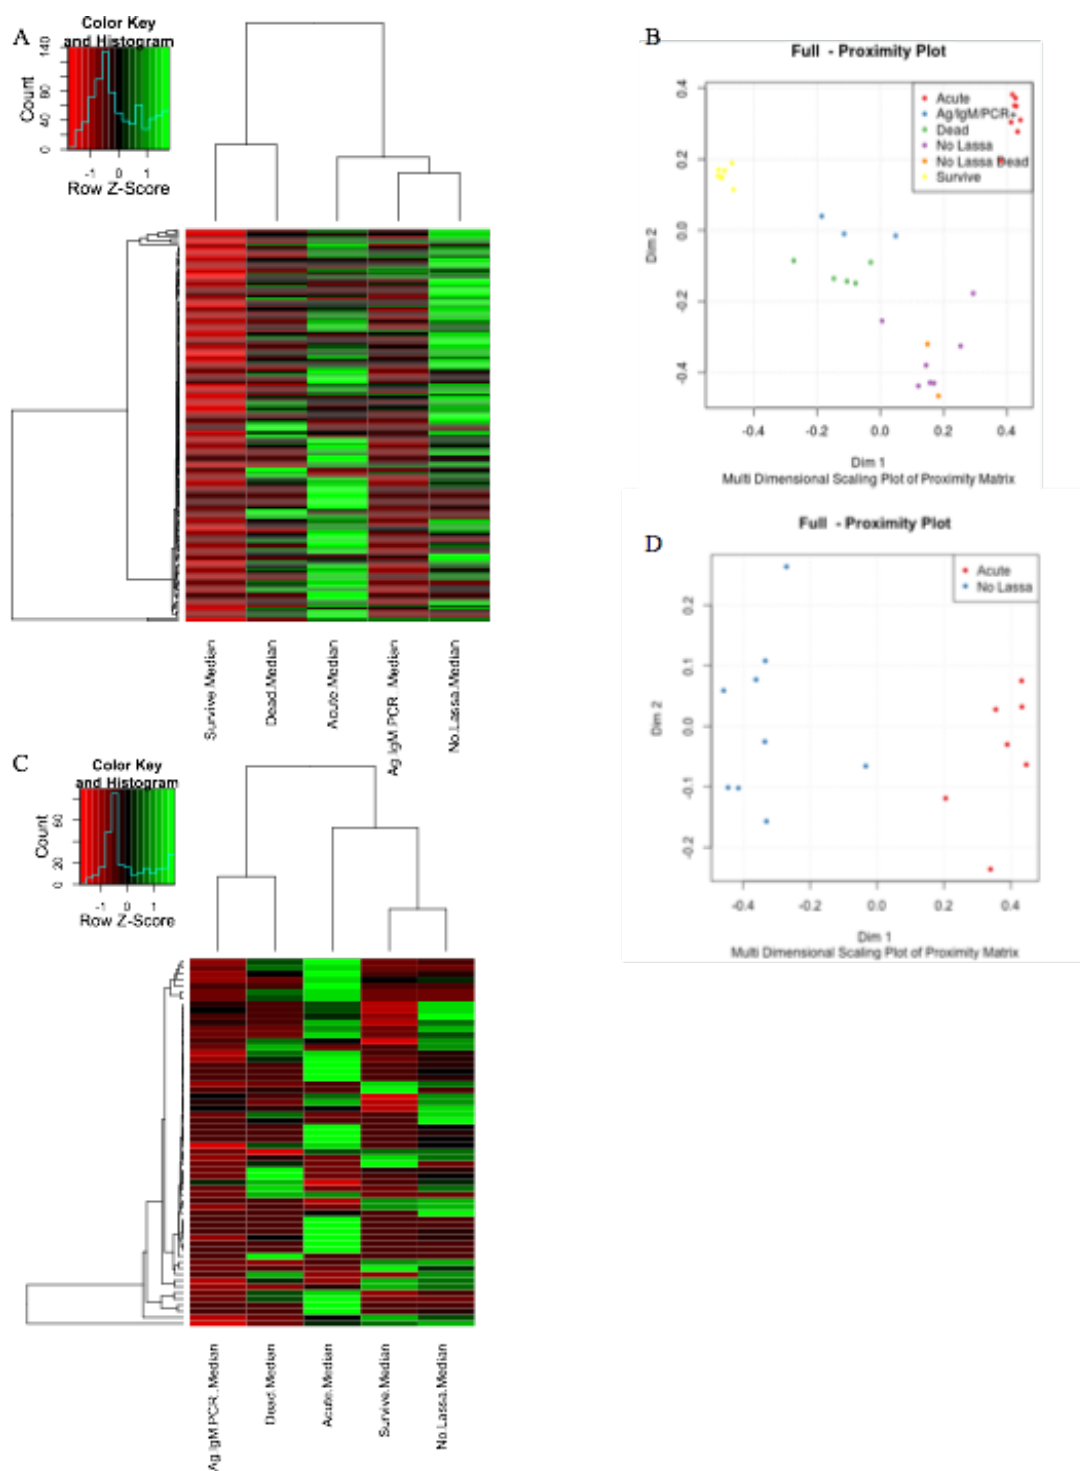 A
Color Key
and Histogram
Count
0 40 80 140
-1 0 1
Row Z-Score
Survive.Median
Dead.Median
Acute.Median
Ag.IgM.PCR..Median
No.Lassa.Median
B
Full - Proximity Plot
Acute
Ag/IgM/PCR+
Dead
No Lassa
No Lassa Dead
Survive
Dim 2
0.4
0.2
0.0
-0.2
-0.4
-0.4 -0.2 0.0 0.2 0.4
Dim 1
Multi Dimensional Scaling Plot of Proximity Matrix
C
Color Key
and Histogram
Count
0 20 60
-1 0 1
Row Z-Score
Ag.IgM.PCR..Median
Dead.Median
Acute.Median
Survive.Median
No.Lassa.Median
D
Full - Proximity Plot
Acute
No Lassa
Dim 2
0.2
0.1
0.0
-0.1
-0.2
-0.4 -0.2 0.0 0.2 0.4
Dim 1
Multi Dimensional Scaling Plot of Proximity Matrix